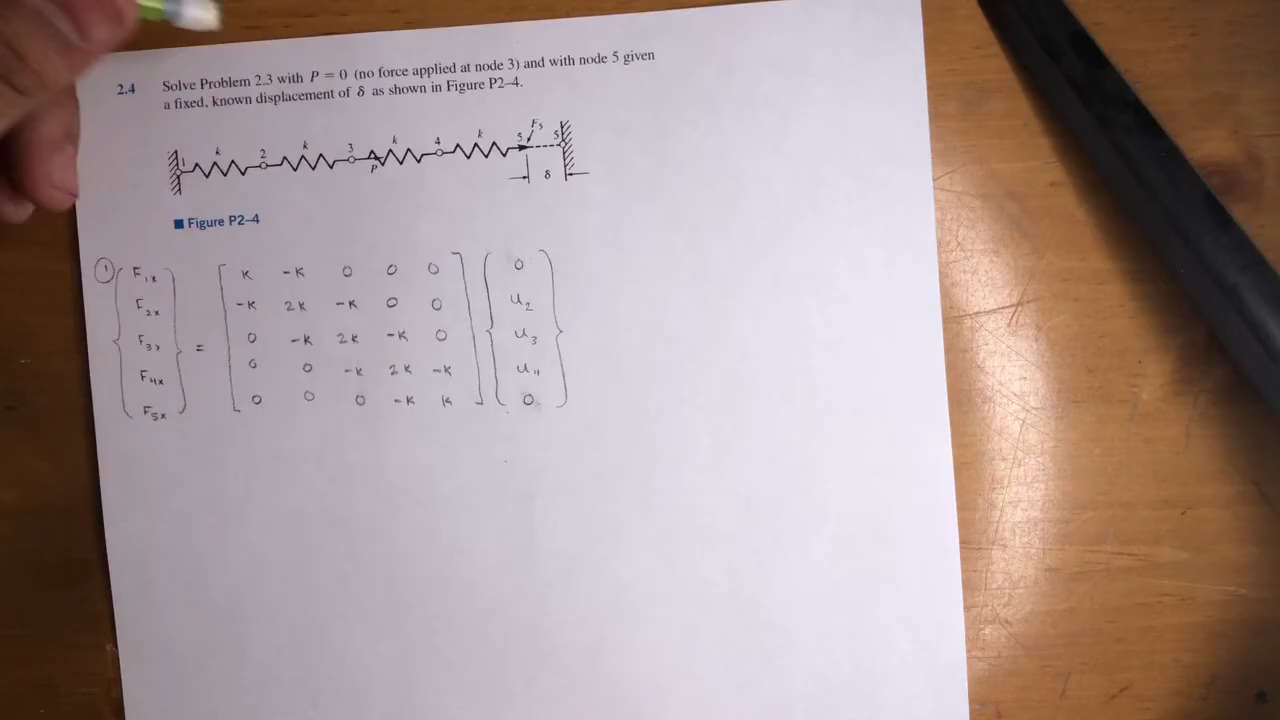 2.4 Solve Problem 2.3 with P = 0 (no force applied at node 3) and with node 5 given
a fixed, known displacement of δ as shown in Figure P2–4.
1 k 2 k 3 k 4 k 5 F5 5
P δ
Figure P2–4
① F1x = K -K 0 0 0 0
F2x -K 2K -K 0 0 u2
F3x 0 -K 2K -K 0 u3
F4x 0 0 -K 2K -K u4
F5x 0 0 0 -K K 0